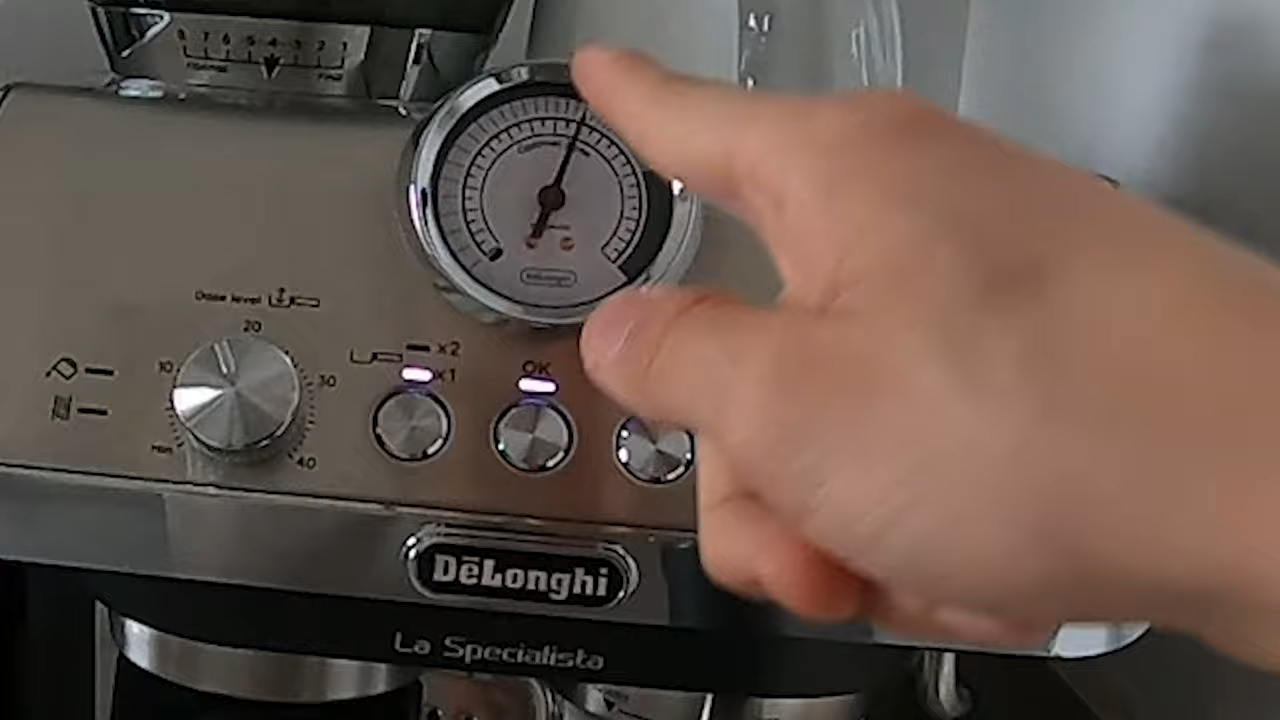 8 7 6 5 4 3 2 1
COARSE FINE
Dose level
20
10
30
Min
40
x2
x1
OK
DeLonghi
DēLonghi
La Specialista